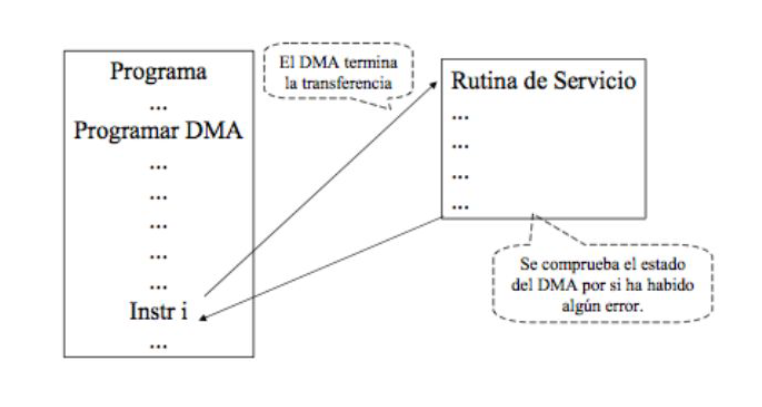 Programa
...
Programar DMA
...
...
...
...
...
Instr i
...
El DMA termina
la transferencia
Rutina de Servicio
...
...
...
...
Se comprueba el estado
del DMA por si ha habido
algún error.